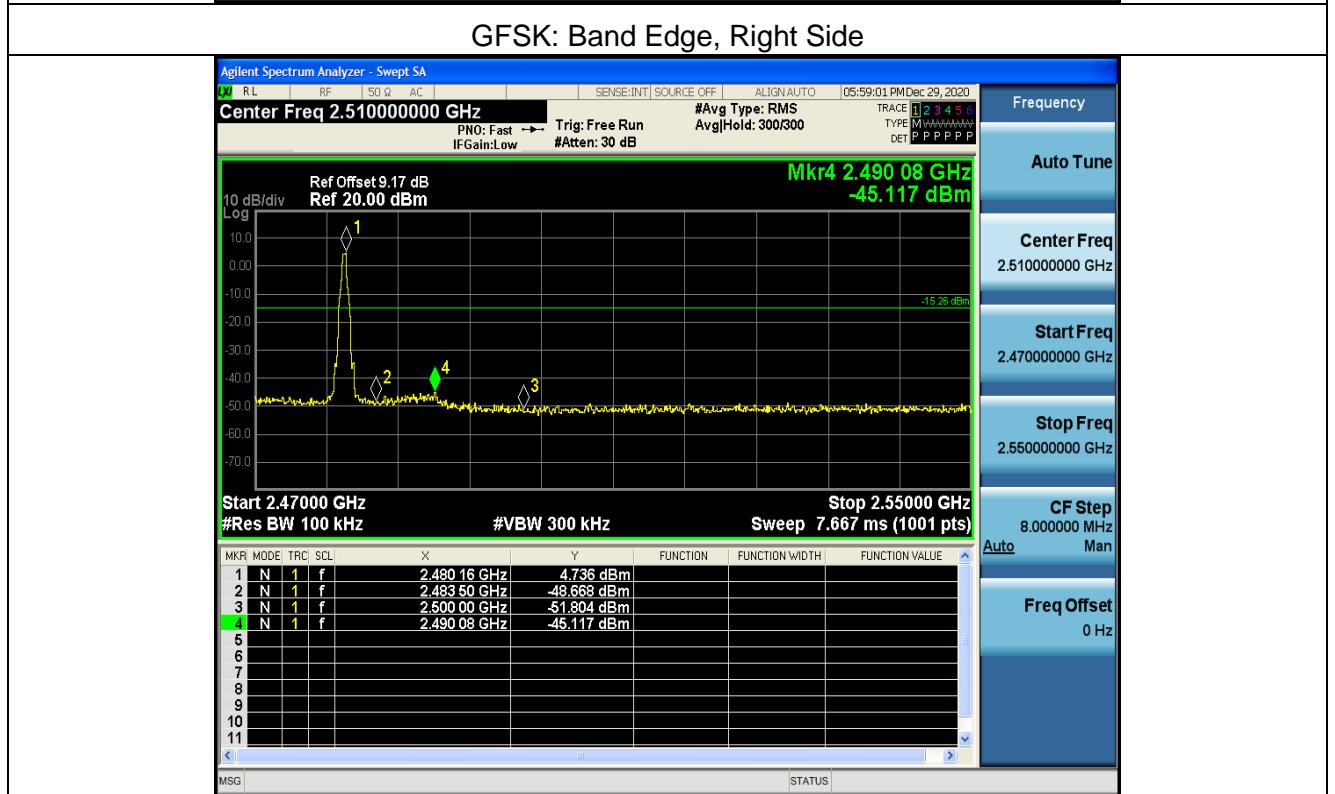 GFSK: Band Edge, Right Side
Agilent Spectrum Analyzer - Swept SA
LXI RL RF 50 Ω AC SENSE:INT SOURCE OFF ALIGN AUTO 05:59:01 PM Dec 29, 2020
Center Freq 2.510000000 GHz
PNO: Fast
IFGain:Low
Trig: Free Run
#Atten: 30 dB
#Avg Type: RMS
Avg|Hold: 300/300
TRACE 1 2 3 4 5 6
TYPE M W W W W W
DET P P P P P P
Mkr4 2.490 08 GHz
-45.117 dBm
Ref Offset 9.17 dB
10 dB/div Ref 20.00 dBm
Log
10.0
0.00
-10.0
-20.0
-30.0
-40.0
-50.0
-60.0
-70.0
1
2
4
3
-15.26 dBm
Start 2.47000 GHz Stop 2.55000 GHz
#Res BW 100 kHz #VBW 300 kHz Sweep 7.667 ms (1001 pts)
MKR MODE TRC SCL X Y FUNCTION FUNCTION WIDTH FUNCTION VALUE
1 N 1 f 2.480 16 GHz 4.736 dBm
2 N 1 f 2.483 50 GHz -48.668 dBm
3 N 1 f 2.500 00 GHz -51.804 dBm
4 N 1 f 2.490 08 GHz -45.117 dBm
5
6
7
8
9
10
11
MSG STATUS
Frequency
Auto Tune
Center Freq
2.510000000 GHz
Start Freq
2.470000000 GHz
Stop Freq
2.550000000 GHz
CF Step
8.000000 MHz
Auto Man
Freq Offset
0 Hz